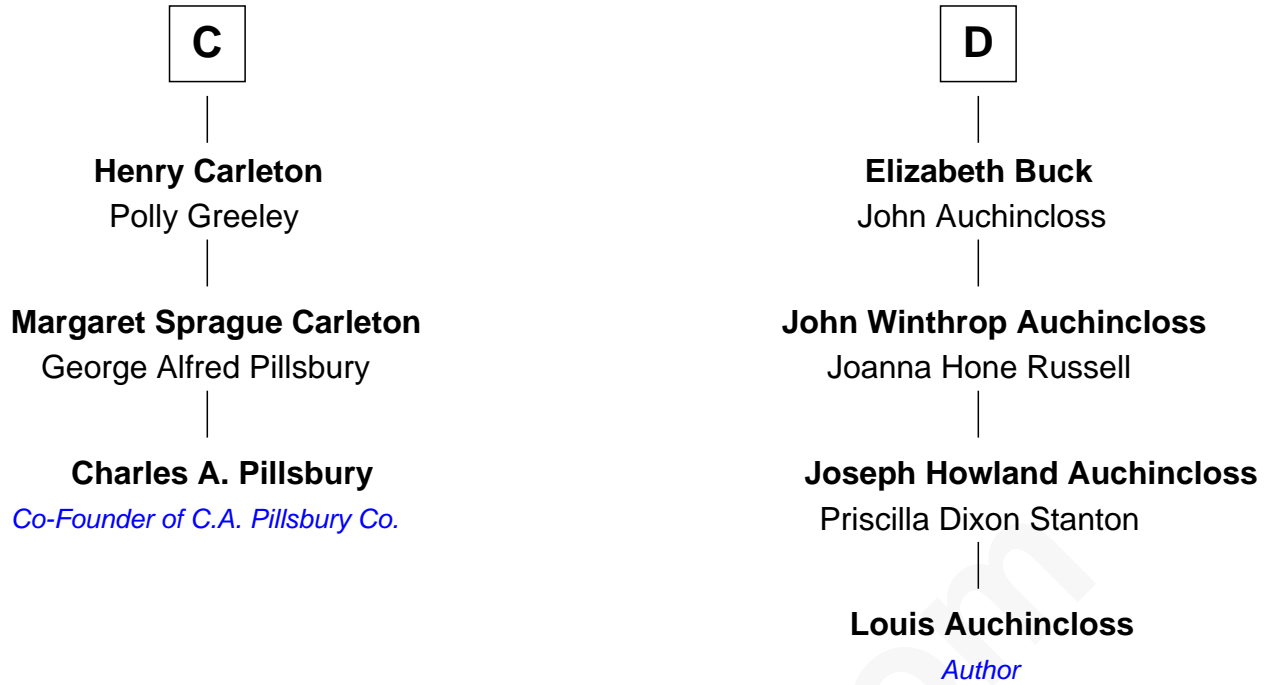 C
Henry Carleton
Polly Greeley
Margaret Sprague Carleton
George Alfred Pillsbury
Charles A. Pillsbury
Co-Founder of C.A. Pillsbury Co.
D
Elizabeth Buck
John Auchincloss
John Winthrop Auchincloss
Joanna Hone Russell
Joseph Howland Auchincloss
Priscilla Dixon Stanton
Louis Auchincloss
Author